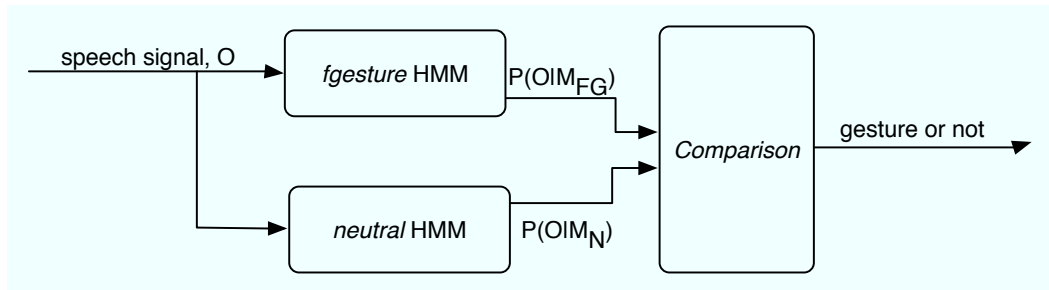 speech signal, O
fgesture HMM
P(O|M_FG)
Comparison
gesture or not
neutral HMM
P(O|M_N)